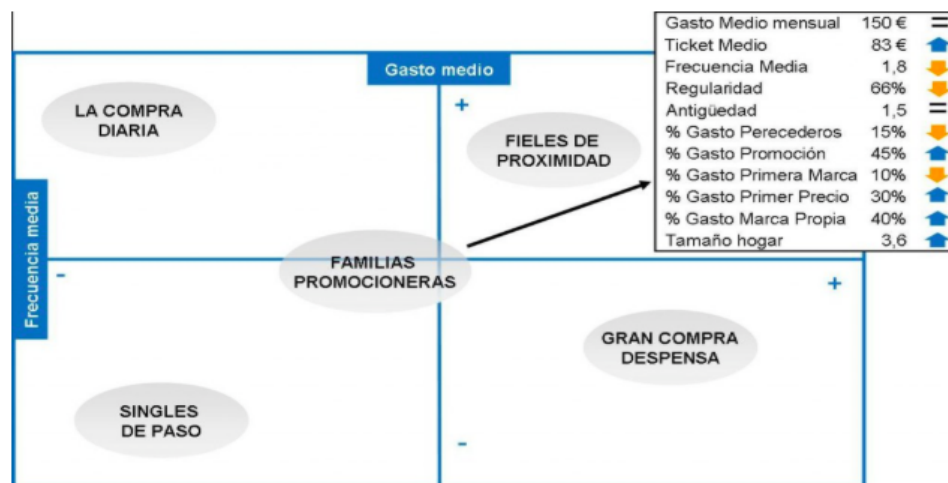 Gasto Medio mensual 150 € =
Ticket Medio 83 €
Frecuencia Media 1,8
Regularidad 66%
Antigüedad 1,5 =
% Gasto Perecederos 15%
% Gasto Promoción 45%
% Gasto Primera Marca 10%
% Gasto Primer Precio 30%
% Gasto Marca Propia 40%
Tamaño hogar 3,6
Gasto medio
+
LA COMPRA
DIARIA
FIELES DE
PROXIMIDAD
Frecuencia media
-
FAMILIAS
PROMOCIONERAS
+
GRAN COMPRA
DESPENSA
SINGLES
DE PASO
-